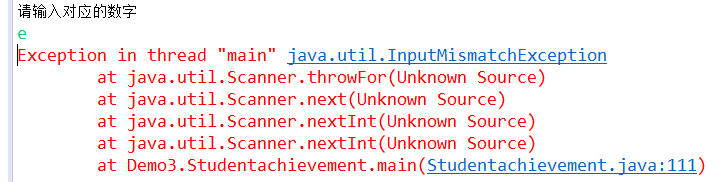 请输入对应的数字
e
Exception in thread "main" java.util.InputMismatchException
at java.util.Scanner.throwFor(Unknown Source)
at java.util.Scanner.next(Unknown Source)
at java.util.Scanner.nextInt(Unknown Source)
at java.util.Scanner.nextInt(Unknown Source)
at Demo3.Studentachievement.main(Studentachievement.java:111)